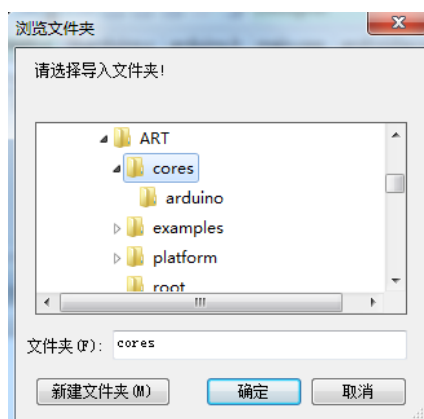 浏览文件夹
请选择导入文件夹!
ART
cores
arduino
examples
platform
root
文件夹(F): cores
新建文件夹(M) 确定 取消